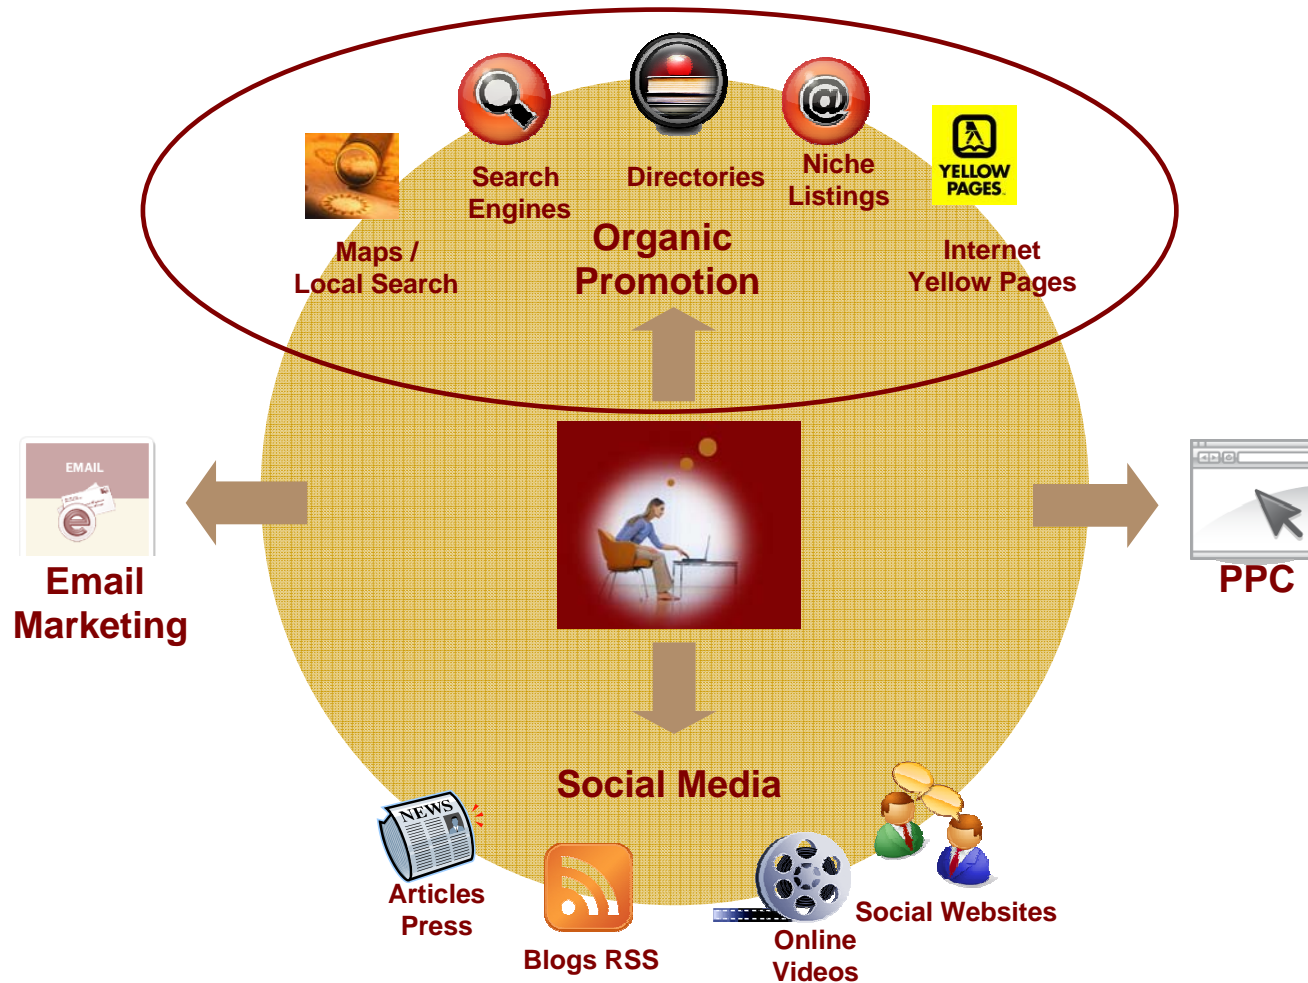 Search
Engines
Directories
Niche
Listings
YELLOW
PAGES
Maps /
Local Search
Organic
Promotion
Internet
Yellow Pages
EMAIL
e
Email
Marketing
PPC
Social Media
NEWS
Articles
Press
Blogs RSS
Online
Videos
Social Websites
@